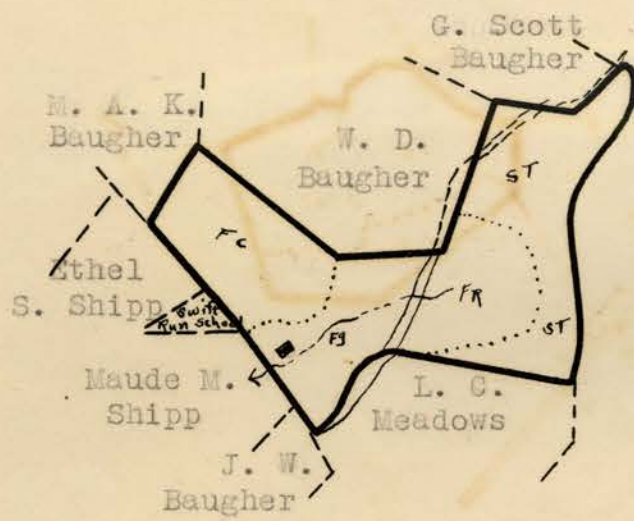 G. Scott
Baugher
M. A. K.
Baugher
W. D.
Baugher
ST
Fc
Ethel
S. Shipp
Swift
Run School
FR
Fg
ST
Maude M.
Shipp
L. C.
Meadows
J. W.
Baugher